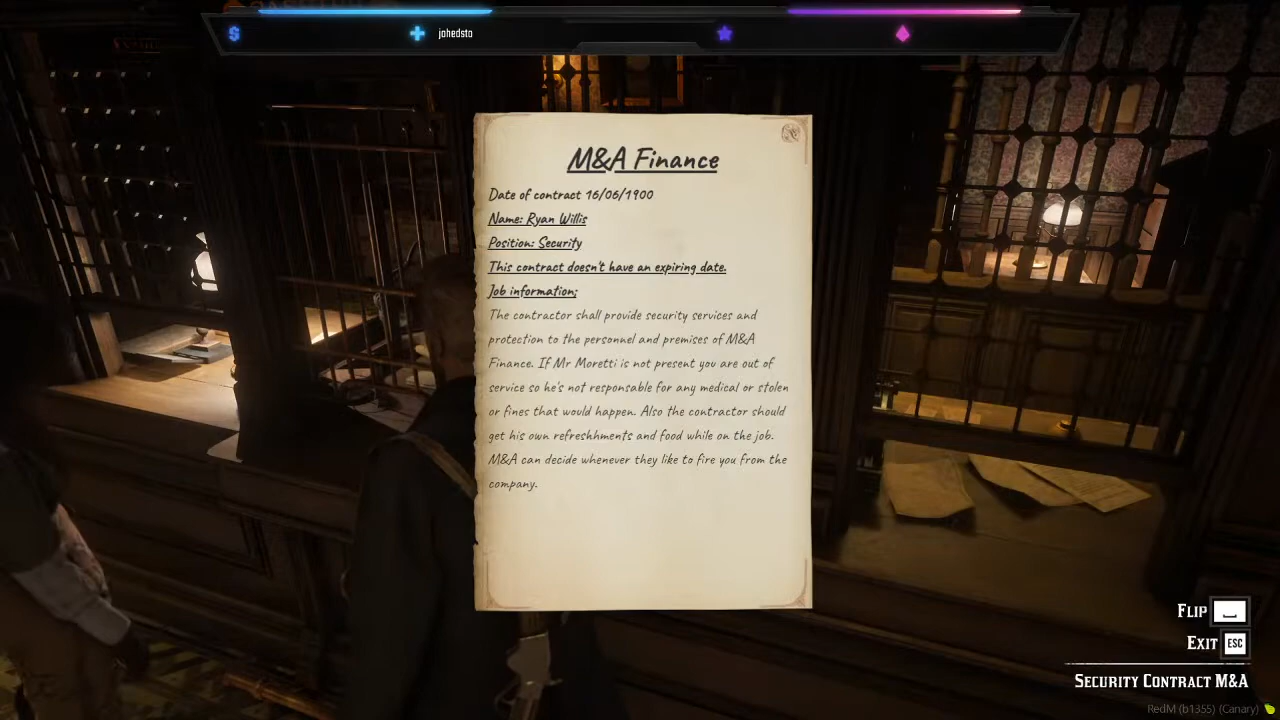 jahedsta
M&A Finance
Date of contract 16/06/1900
Name: Ryan Willis
Position: Security
This contract doesn't have an expiring date.
Job information;
The contractor shall provide security services and
protection to the personnel and premises of M&A
Finance. If Mr Moretti is not present you are out of
service so he's not responsible for any medical or stolen
or fines that would happen. Also the contractor should
get his own refreshhments and food while on the job.
M&A can decide whenever they like to fire you from the
company.
Flip
Exit ESC
Security Contract M&A
RedM (b1355) (Canary)